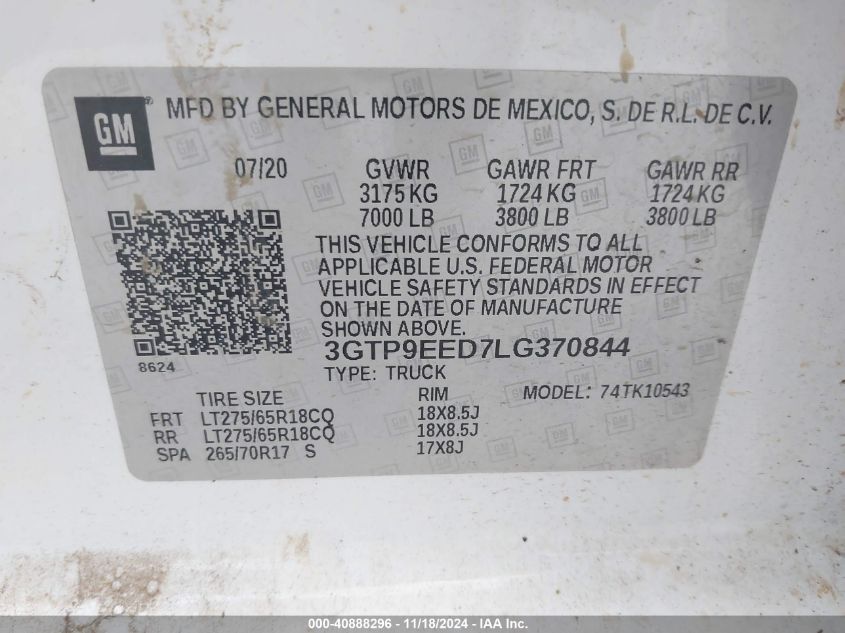 GM
MFD BY GENERAL MOTORS DE MEXICO, S. DE R.L. DE C.V.
07/20 GVWR GAWR FRT GAWR RR
3175 KG 1724 KG 1724 KG
7000 LB 3800 LB 3800 LB
THIS VEHICLE CONFORMS TO ALL
APPLICABLE U.S. FEDERAL MOTOR
VEHICLE SAFETY STANDARDS IN EFFECT
ON THE DATE OF MANUFACTURE
SHOWN ABOVE.
3GTP9EED7LG370844
8624
TYPE: TRUCK
TIRE SIZE RIM MODEL: 74TK10543
FRT LT275/65R18CQ 18X8.5J
RR LT275/65R18CQ 18X8.5J
SPA 265/70R17 S 17X8J
000-40888296 - 11/18/2024 - IAA, Inc.